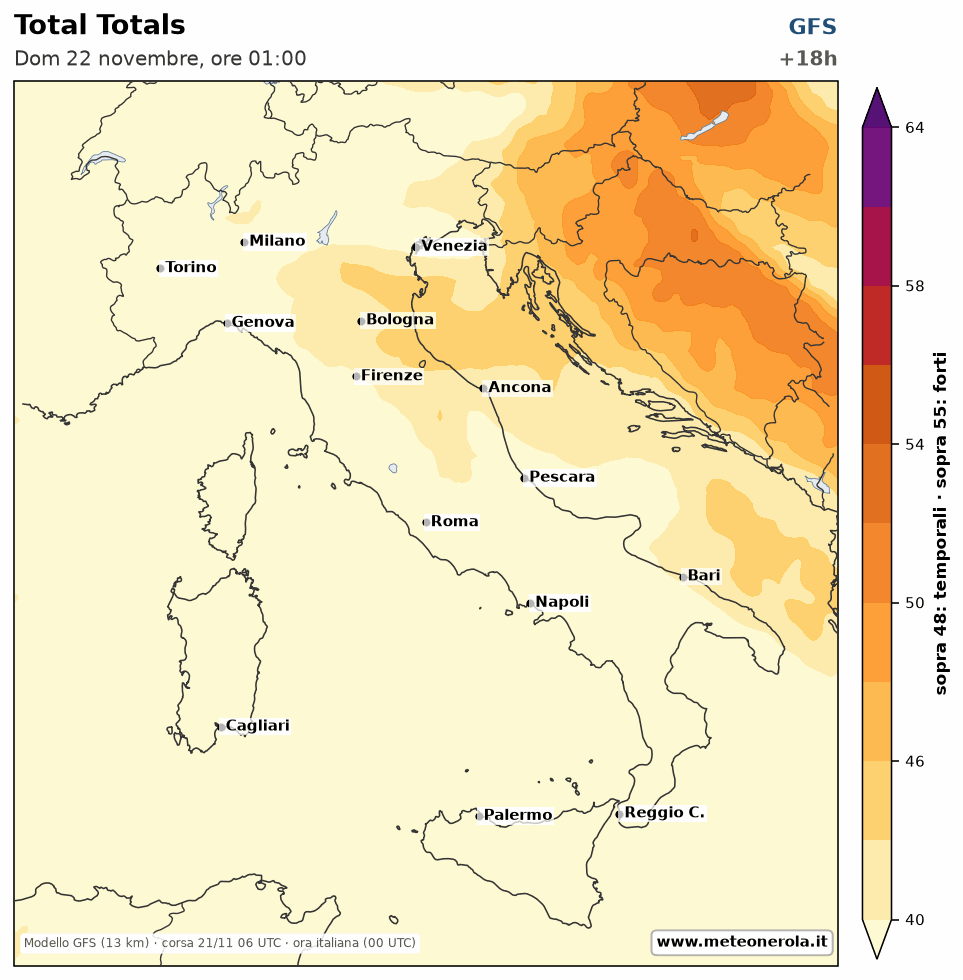 Total Totals
GFS
Dom 22 novembre, ore 01:00
+18h
64
58
54
50
46
40
sopra 48: temporali · sopra 55: forti
Milano
Venezia
Torino
Genova
Bologna
Firenze
Ancona
Pescara
Roma
Bari
Napoli
Cagliari
Palermo
Reggio C.
Modello GFS (13 km) · corsa 21/11 06 UTC · ora italiana (00 UTC)
www.meteonerola.it